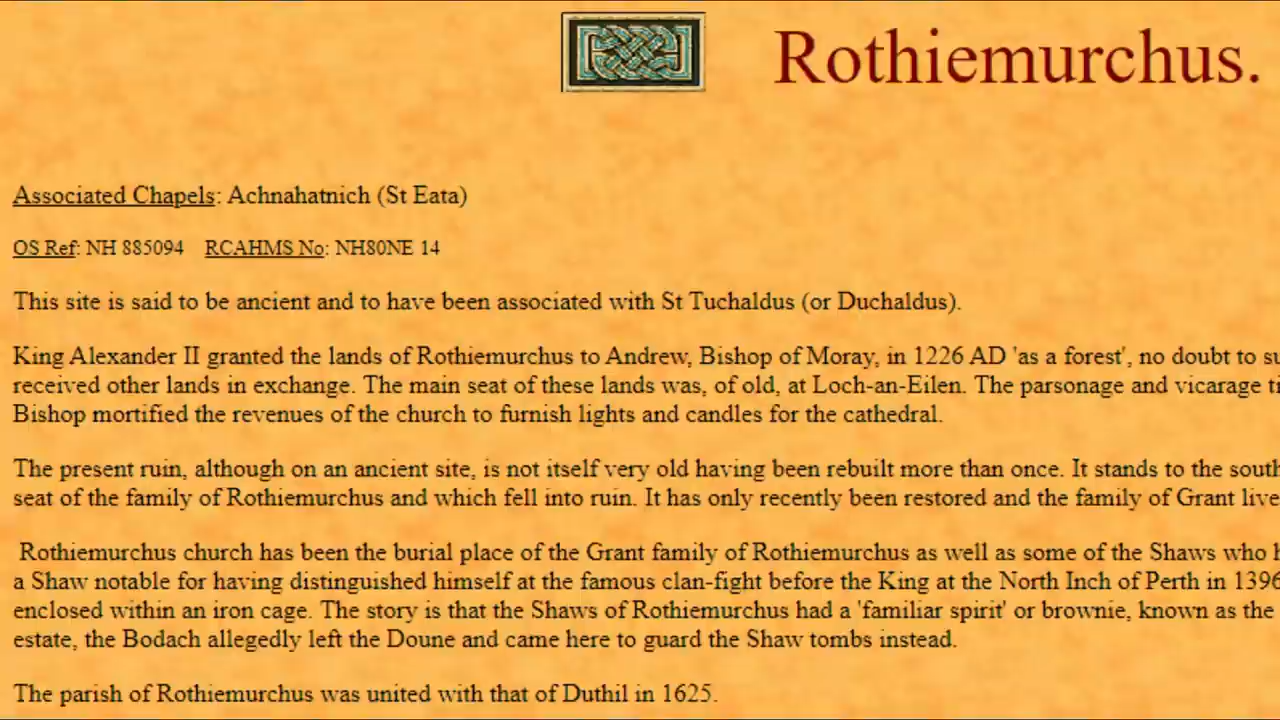 Rothiemurchus.
Associated Chapels: Achnahatnich (St Eata)
OS Ref: NH 885094 RCAHMS No: NH80NE 14
This site is said to be ancient and to have been associated with St Tuchaldus (or Duchaldus).
King Alexander II granted the lands of Rothiemurchus to Andrew, Bishop of Moray, in 1226 AD 'as a forest', no doubt to su
received other lands in exchange. The main seat of these lands was, of old, at Loch-an-Eilen. The parsonage and vicarage ti
Bishop mortified the revenues of the church to furnish lights and candles for the cathedral.
The present ruin, although on an ancient site, is not itself very old having been rebuilt more than once. It stands to the south
seat of the family of Rothiemurchus and which fell into ruin. It has only recently been restored and the family of Grant live
Rothiemurchus church has been the burial place of the Grant family of Rothiemurchus as well as some of the Shaws who h
a Shaw notable for having distinguished himself at the famous clan-fight before the King at the North Inch of Perth in 1396
enclosed within an iron cage. The story is that the Shaws of Rothiemurchus had a 'familiar spirit' or brownie, known as the
estate, the Bodach allegedly left the Doune and came here to guard the Shaw tombs instead.
The parish of Rothiemurchus was united with that of Duthil in 1625.